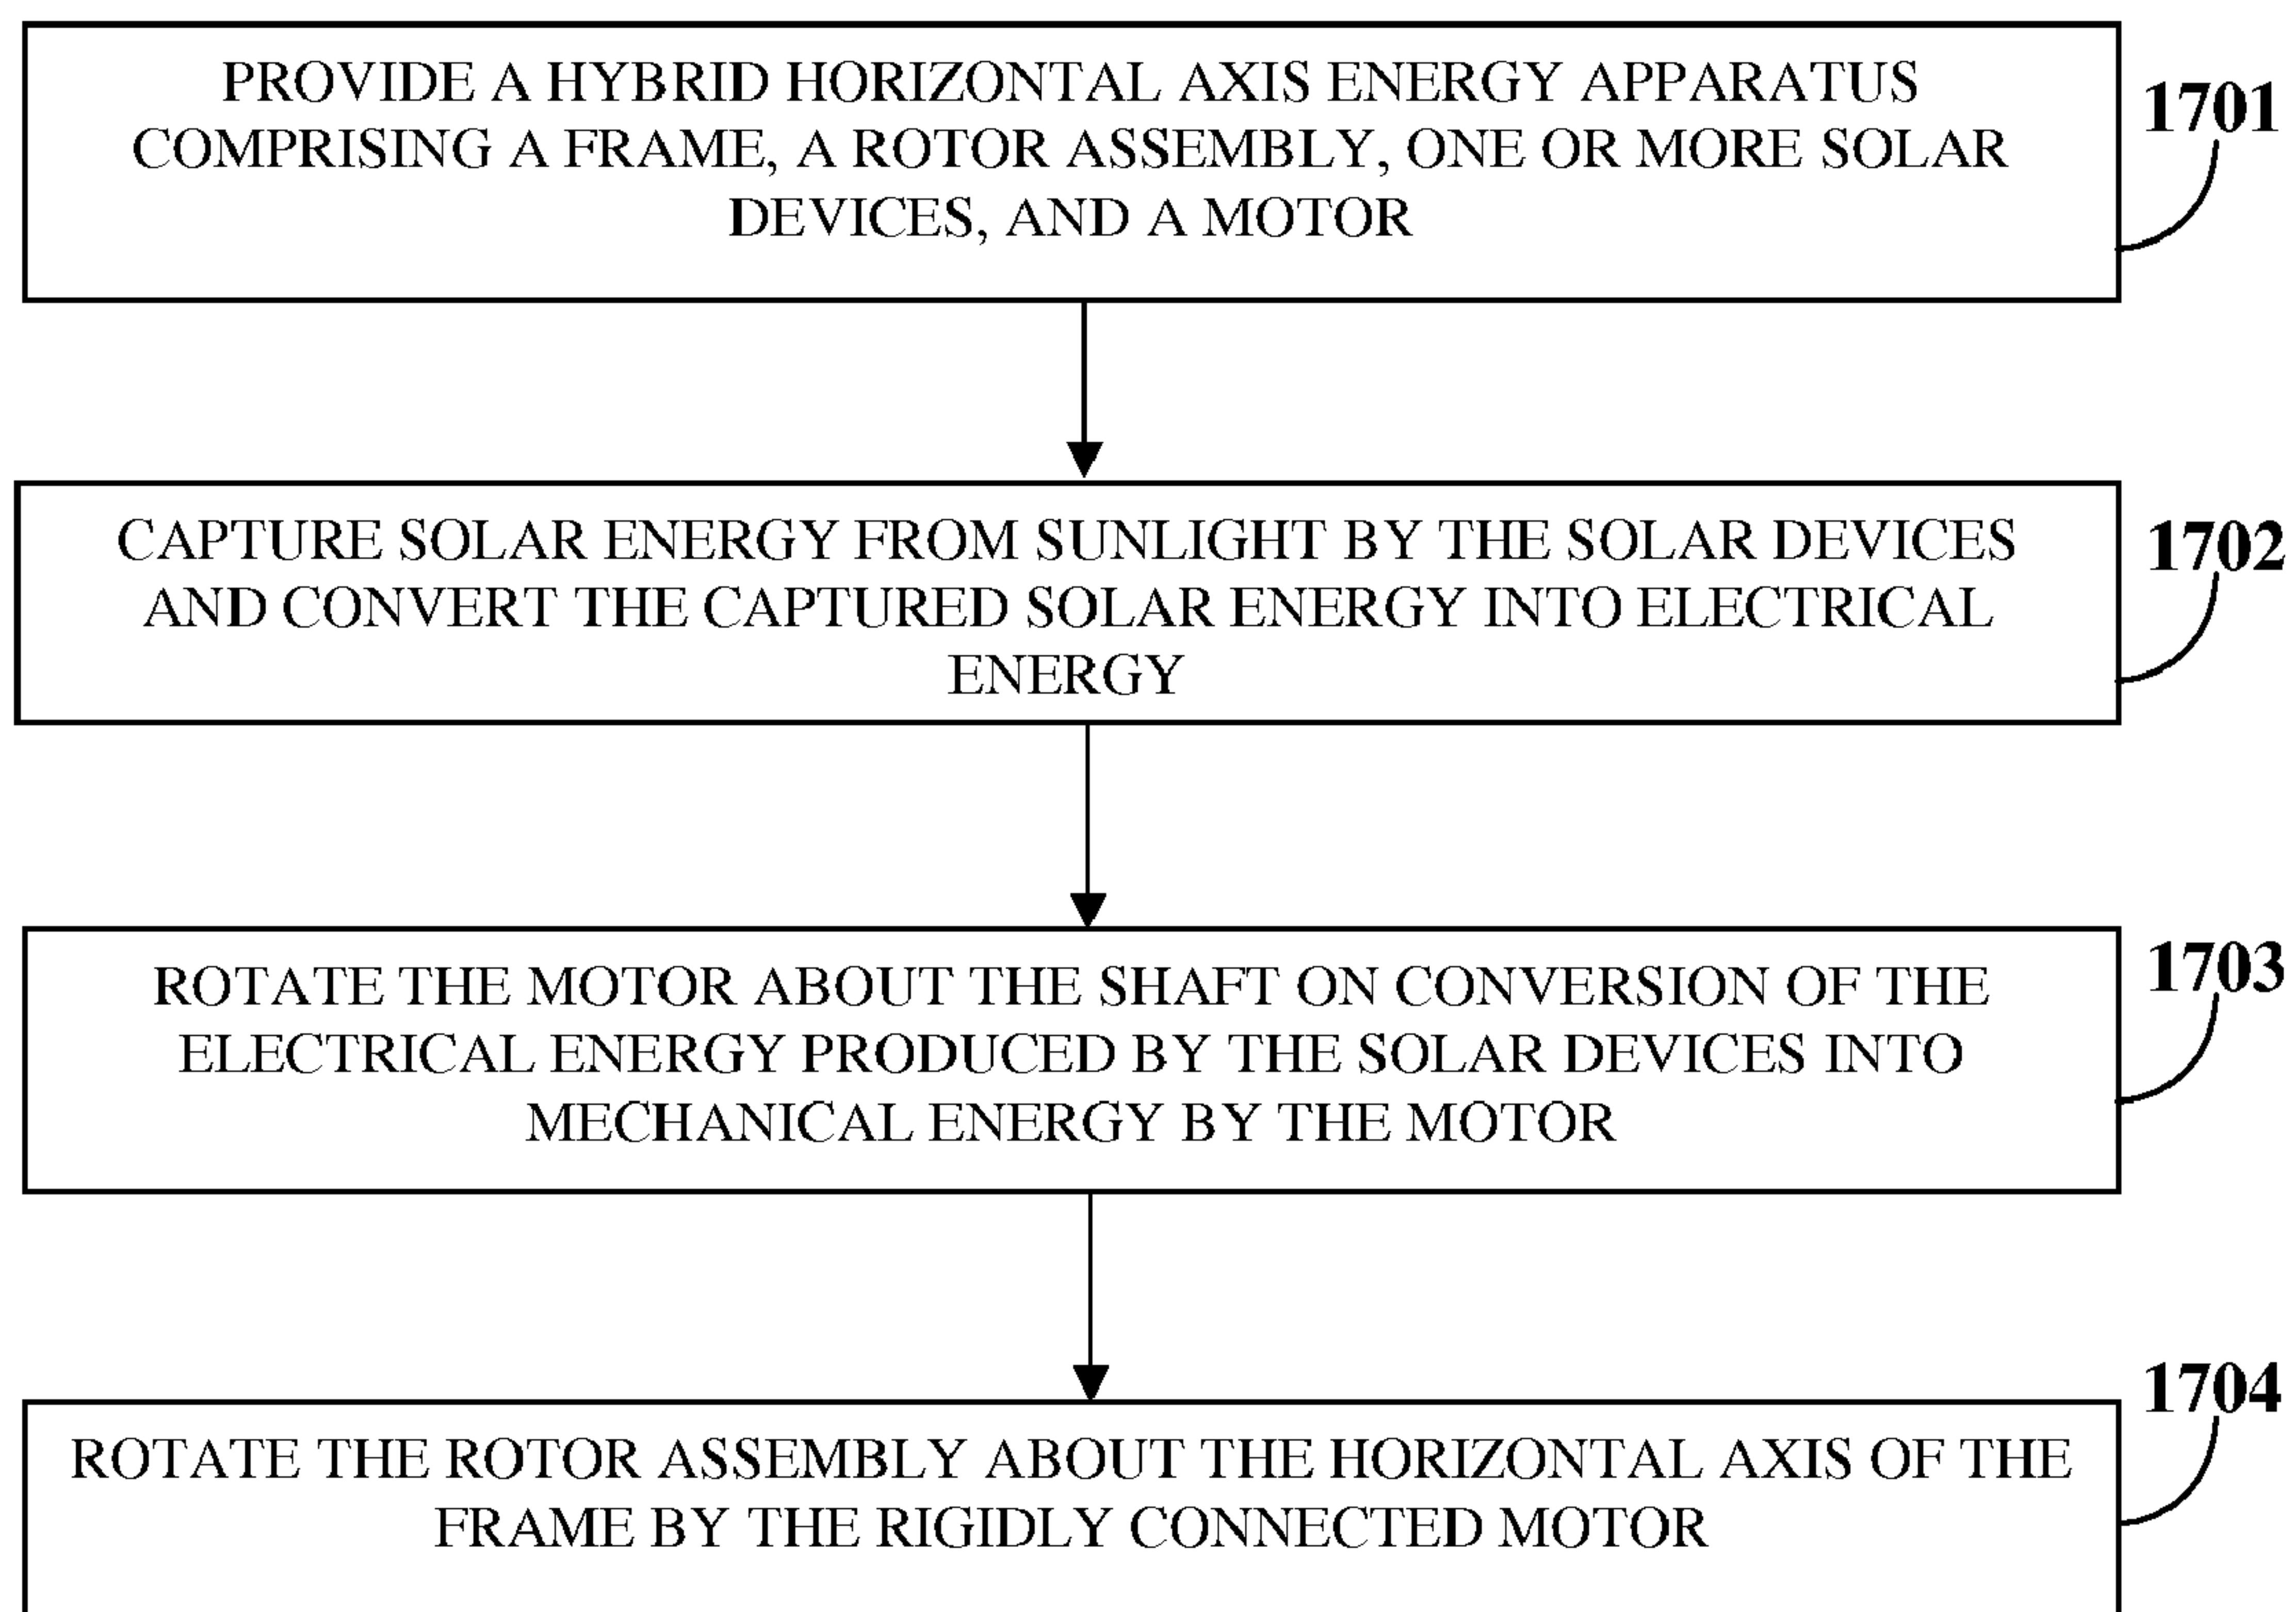 PROVIDE A HYBRID HORIZONTAL AXIS ENERGY APPARATUS
COMPRISING A FRAME, A ROTOR ASSEMBLY, ONE OR MORE SOLAR
DEVICES, AND A MOTOR
1701
CAPTURE SOLAR ENERGY FROM SUNLIGHT BY THE SOLAR DEVICES
AND CONVERT THE CAPTURED SOLAR ENERGY INTO ELECTRICAL
ENERGY
1702
ROTATE THE MOTOR ABOUT THE SHAFT ON CONVERSION OF THE
ELECTRICAL ENERGY PRODUCED BY THE SOLAR DEVICES INTO
MECHANICAL ENERGY BY THE MOTOR
1703
ROTATE THE ROTOR ASSEMBLY ABOUT THE HORIZONTAL AXIS OF THE
FRAME BY THE RIGIDLY CONNECTED MOTOR
1704